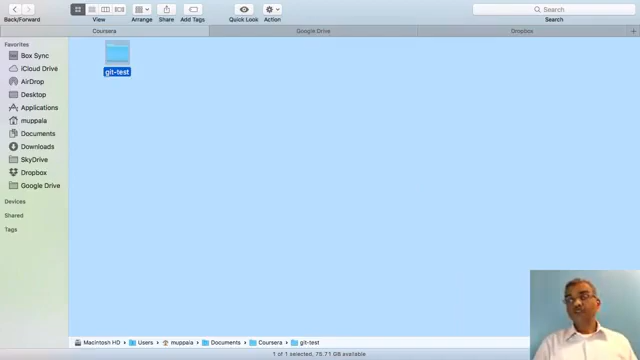 Back/Forward
View
Arrange
Share
Add Tags
Quick Look
Action
Search
Search
Coursera
Google Drive
Dropbox
Favorites
Box Sync
iCloud Drive
AirDrop
Desktop
Applications
muppala
Documents
Downloads
SkyDrive
Dropbox
Google Drive
Devices
Shared
Tags
git-test
Macintosh HD
Users
muppala
Documents
Coursera
git-test
1 of 1 selected, 75.71 GB available